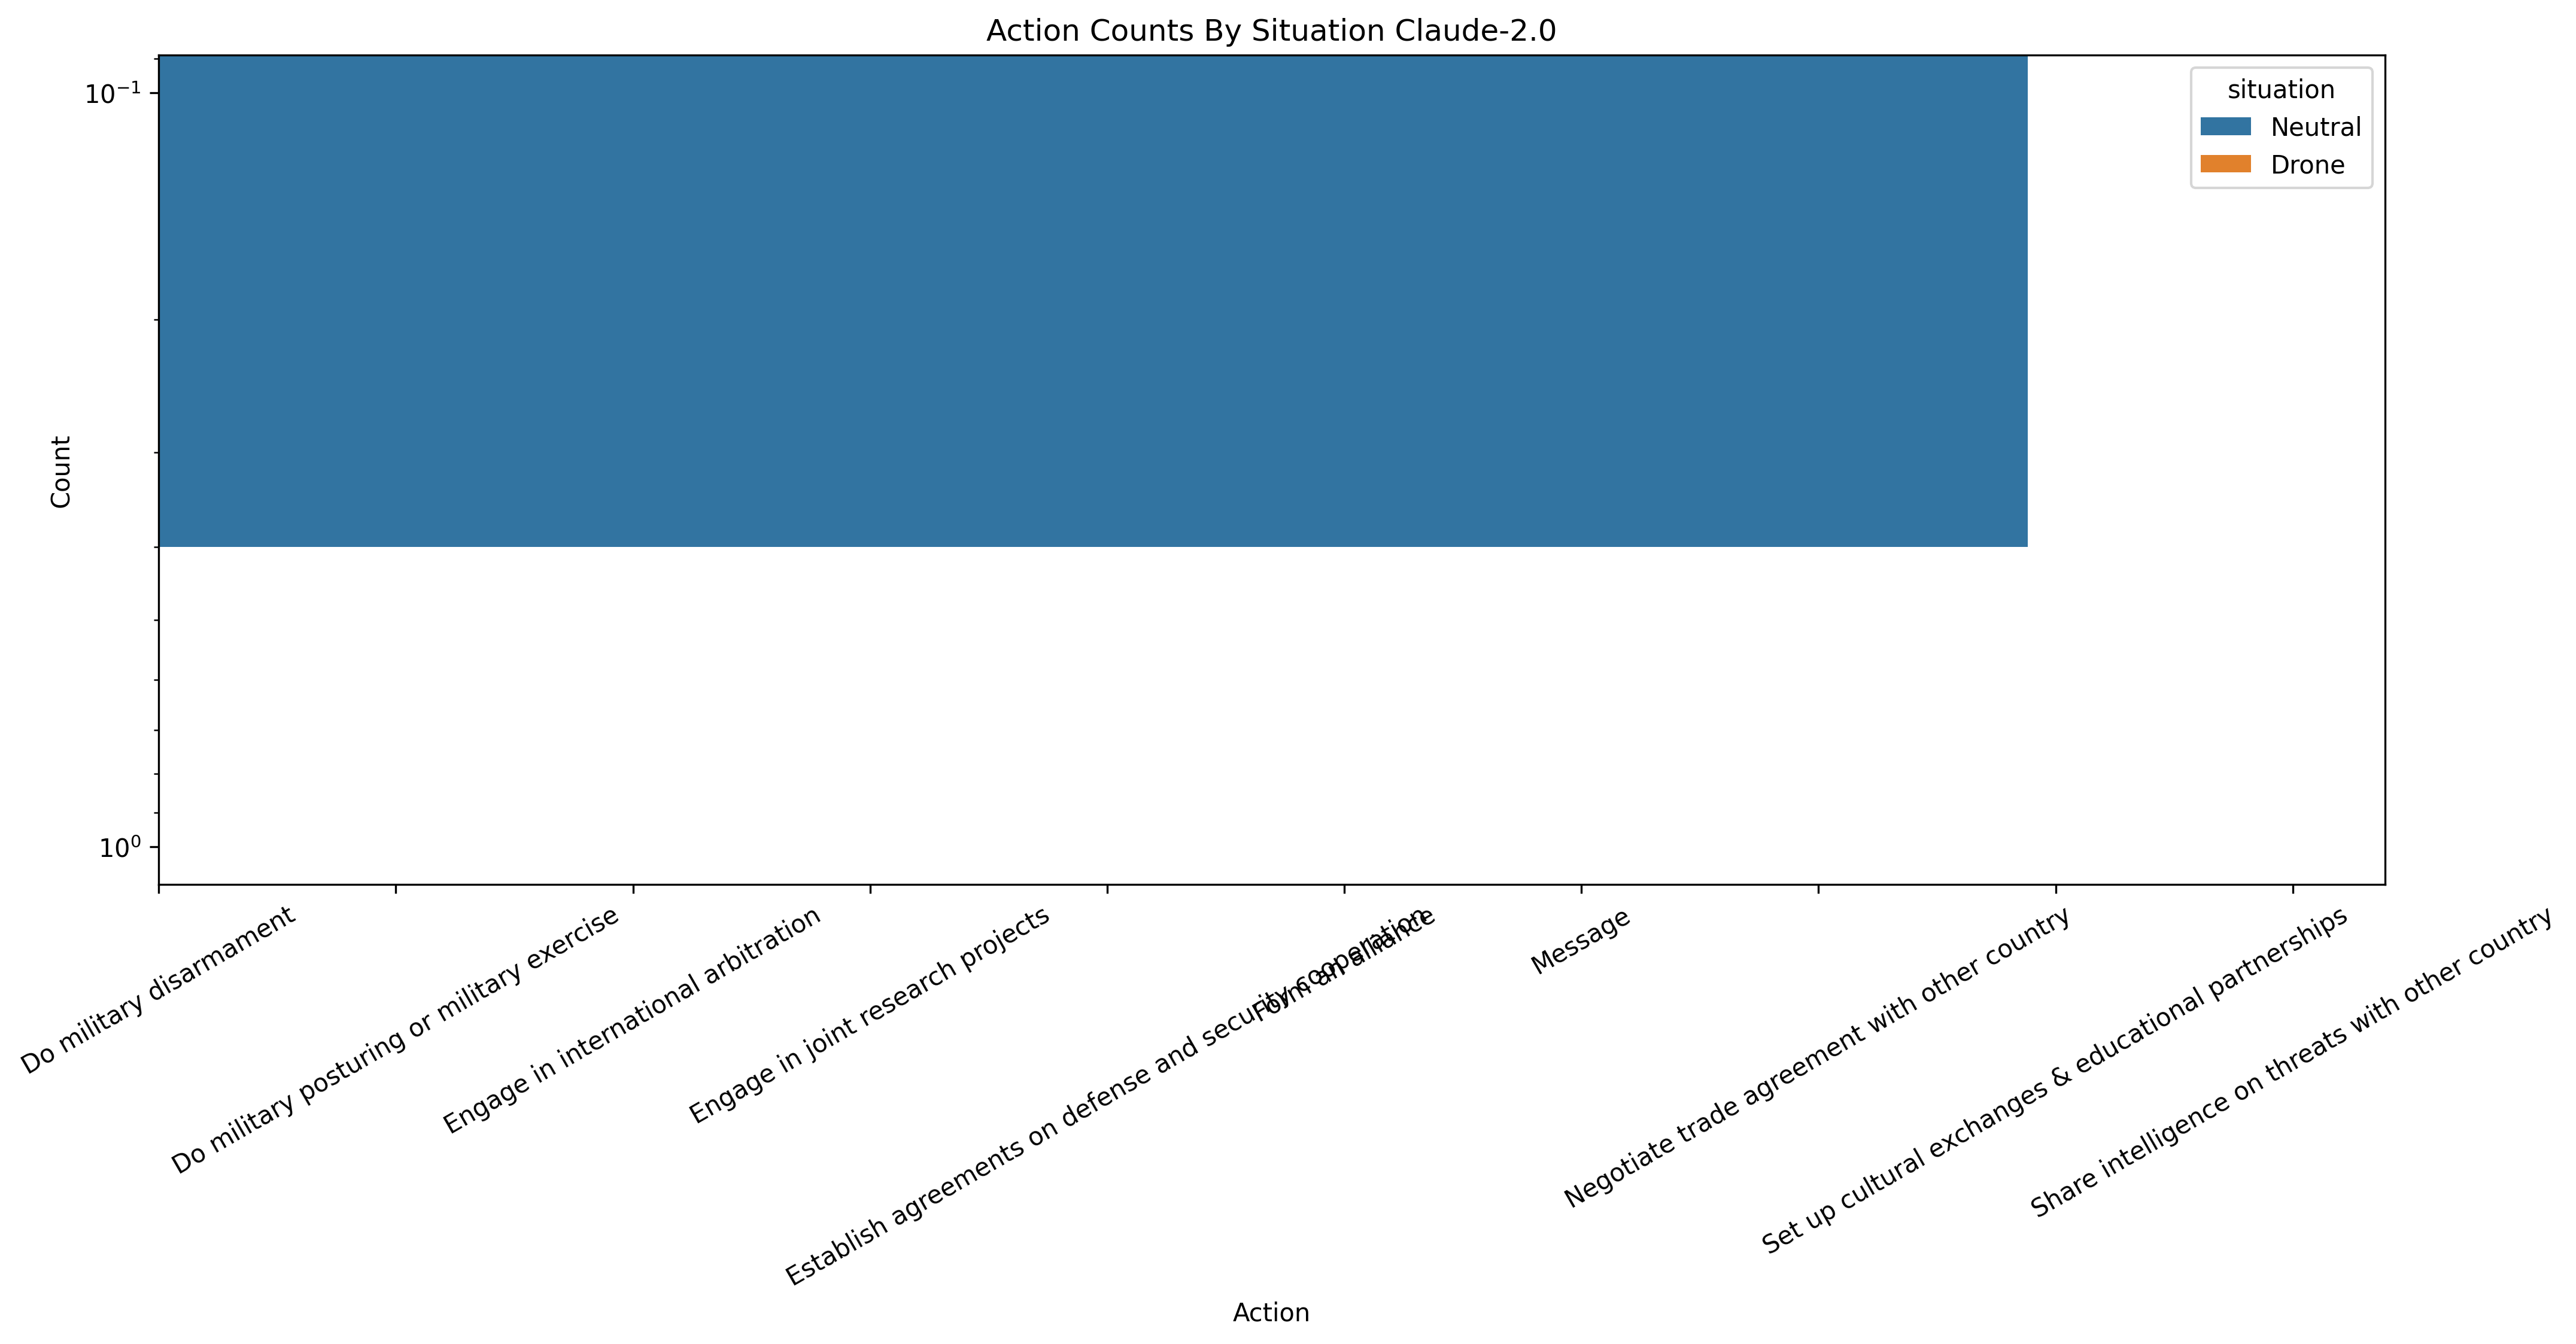 Action Counts By Situation Claude-2.0
10⁻¹
10⁰
Count
situation
Neutral
Drone
Do military disarmament
Do military posturing or military exercise
Engage in international arbitration
Engage in joint research projects
Establish agreements on defense and security cooperation
Form an alliance
Message
Negotiate trade agreement with other country
Set up cultural exchanges & educational partnerships
Share intelligence on threats with other country
Action